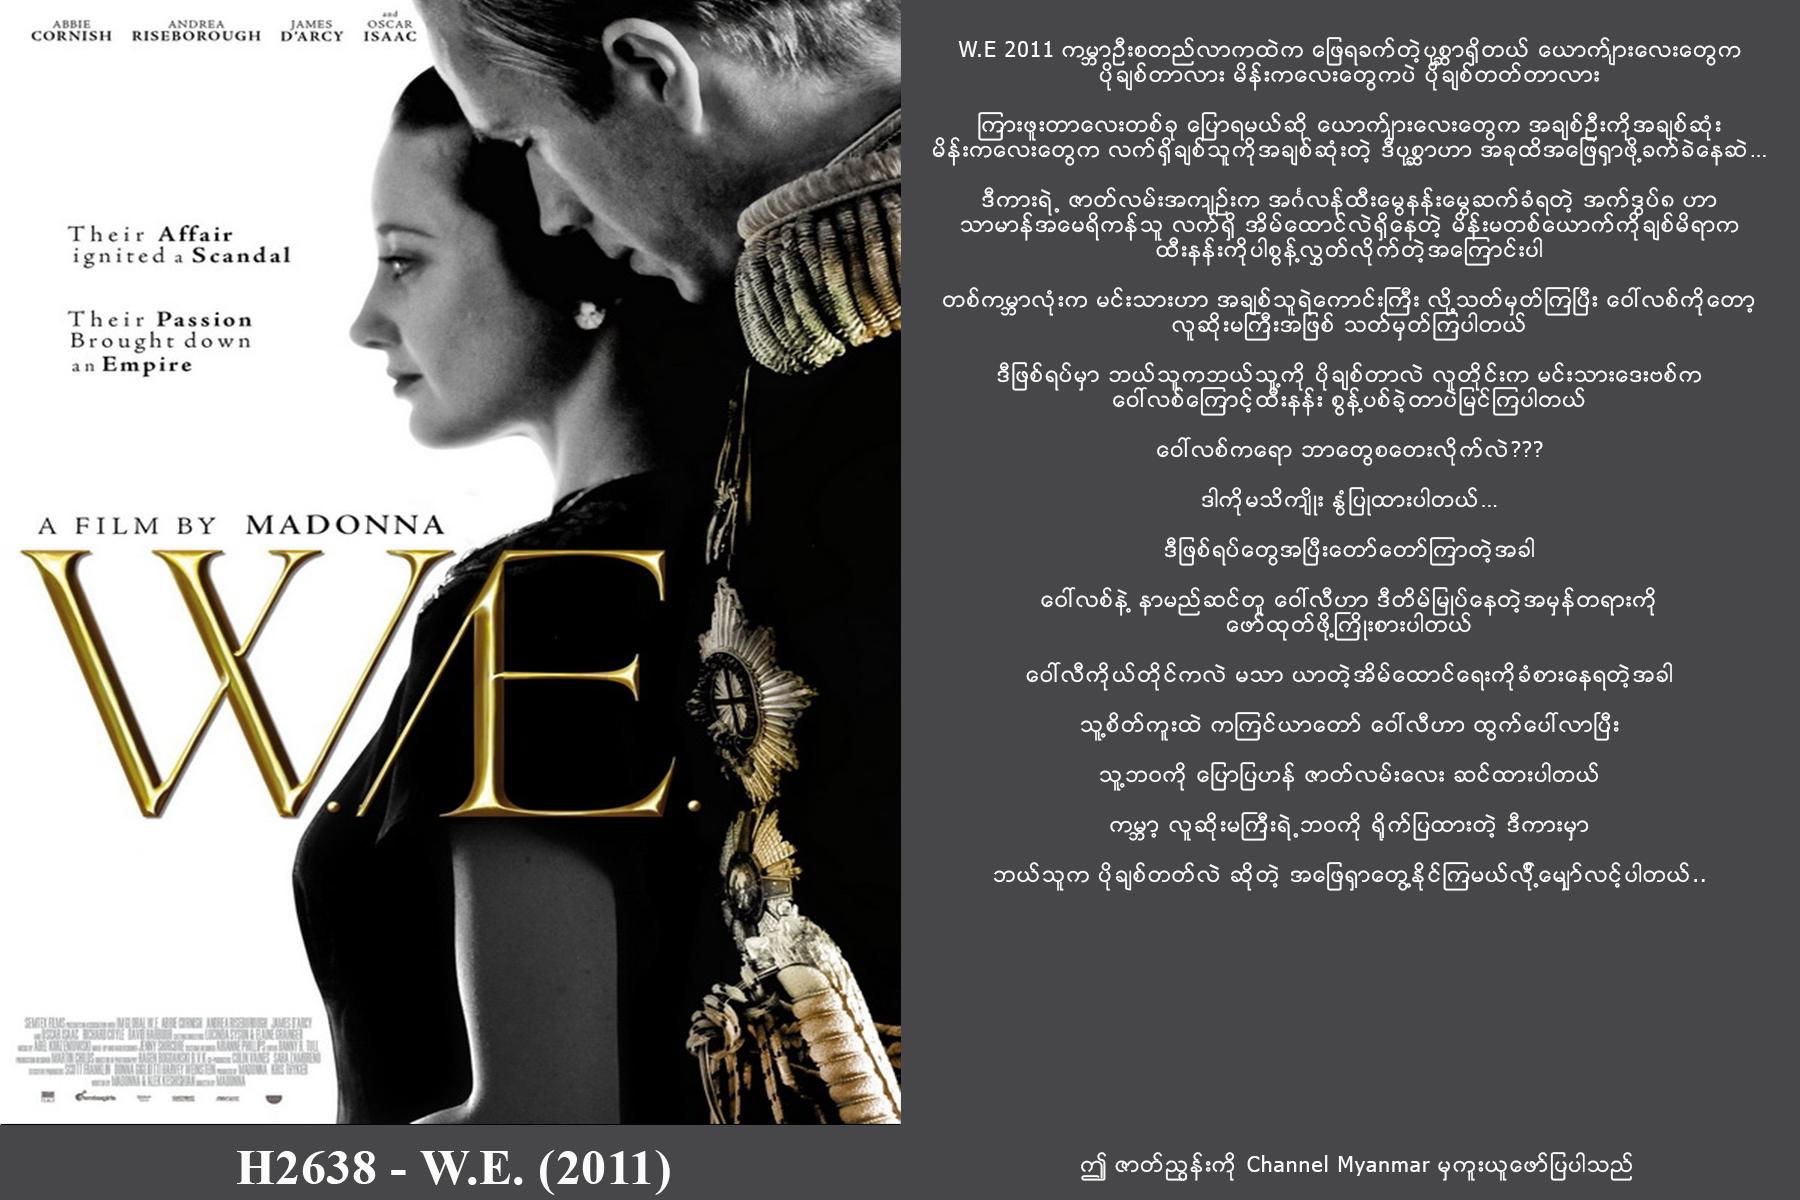 ABBIE CORNISH ANDREA RISEBOROUGH JAMES D'ARCY and OSCAR ISAAC
Their Affair
ignited a Scandal
Their Passion
Brought down
an Empire
A FILM BY MADONNA
W.E.
H2638 - W.E. (2011)
W.E 2011 ကမ္ဘာဦးစတည်လာကထဲက ဖြေရခက်တဲ့ပုစ္ဆာရှိတယ် ယောက်ျားလေးတွေက
ပိုချစ်တာလား မိန်းကလေးတွေကပဲ ပိုချစ်တတ်တာလား
ကြားဖူးတာလေးတစ်ခု ပြောရမယ်ဆို ယောက်ျားလေးတွေက အချစ်ဦးကိုအချစ်ဆုံး
မိန်းကလေးတွေက လက်ရှိချစ်သူကိုအချစ်ဆုံးတဲ့ ဒီပုစ္ဆာဟာ အခုထိအဖြေရှာဖို့ခက်ခဲနေဆဲ...
ဒီကားရဲ့ ဇာတ်လမ်းအကျဉ်းက အင်္ဂလန်ထီးမွေနန်းမွေဆက်ခံရတဲ့ အက်ဒွပ်၈ ဟာ
သာမာန်အမေရိကန်သူ လက်ရှိ အိမ်ထောင်လဲရှိနေတဲ့ မိန်းမတစ်ယောက်ကိုချစ်မိရာက
ထီးနန်းကိုပါစွန့်လွှတ်လိုက်တဲ့အကြောင်းပါ
တစ်ကမ္ဘာလုံးက မင်းသားဟာ အချစ်သူရဲကောင်းကြီး လို့သတ်မှတ်ကြပြီး ဝေါ်လစ်ကိုတော့
လူဆိုးမကြီးအဖြစ် သတ်မှတ်ကြပါတယ်
ဒီဖြစ်ရပ်မှာ ဘယ်သူကဘယ်သူ့ကို ပိုချစ်တာလဲ လူတိုင်းက မင်းသားဒေးဗစ်က
ဝေါ်လစ်ကြောင့်ထီးနန်း စွန့်ပစ်ခဲ့တာပဲမြင်ကြပါတယ်
ဝေါ်လစ်ကရော ဘာတွေစတေးလိုက်လဲ???
ဒါကိုမသိကျိုး နွံပြုထားပါတယ်...
ဒီဖြစ်ရပ်တွေအပြီးတော်တော်ကြာတဲ့အခါ
ဝေါ်လစ်နဲ့ နာမည်ဆင်တူ ဝေါ်လီဟာ ဒီတိမ်မြုပ်နေတဲ့အမှန်တရားကို
ဖော်ထုတ်ဖို့ကြိုးစားပါတယ်
ဝေါ်လီကိုယ်တိုင်ကလဲ မသာ ယာတဲ့အိမ်ထောင်ရေးကိုခံစားနေရတဲ့အခါ
သူ့စိတ်ကူးထဲ ကကြင်ယာတော် ဝေါ်လီဟာ ထွက်ပေါ်လာပြီး
သူ့ဘဝကို ပြောပြဟန် ဇာတ်လမ်းလေး ဆင်ထားပါတယ်
ကမ္ဘာ့ လူဆိုးမကြီးရဲ့ဘဝကို ရိုက်ပြထားတဲ့ ဒီကားမှာ
ဘယ်သူက ပိုချစ်တတ်လဲ ဆိုတဲ့ အဖြေရှာတွေ့နိုင်ကြမယ်လို့မျှော်လင့်ပါတယ်..
ဤ ဇာတ်ညွှန်းကို Channel Myanmar မှကူးယူဖော်ပြပါသည်